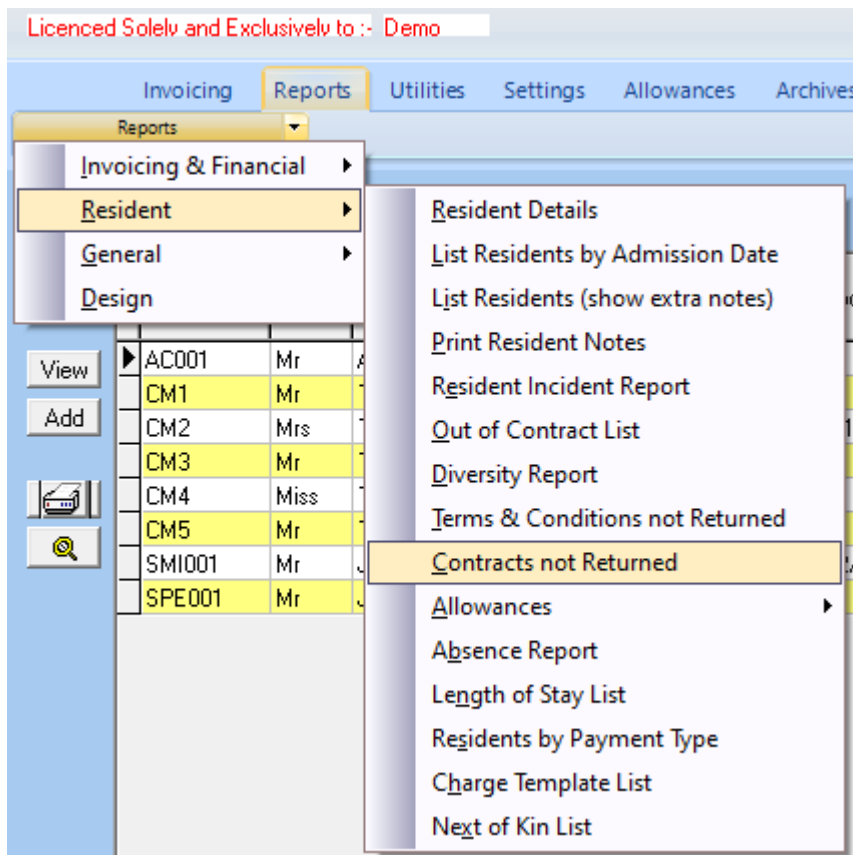 Licenced Solely and Exclusively to :- Demo
Invoicing Reports Utilities Settings Allowances Archives
Reports
Invoicing & Financial
Resident
General
Design
Resident Details
List Residents by Admission Date
List Residents (show extra notes)
Print Resident Notes
Resident Incident Report
Out of Contract List
Diversity Report
Terms & Conditions not Returned
Contracts not Returned
Allowances
Absence Report
Length of Stay List
Residents by Payment Type
Charge Template List
Next of Kin List
View
Add
AC001 Mr
CM1 Mr
CM2 Mrs
CM3 Mr
CM4 Miss
CM5 Mr
SMI001 Mr
SPE001 Mr